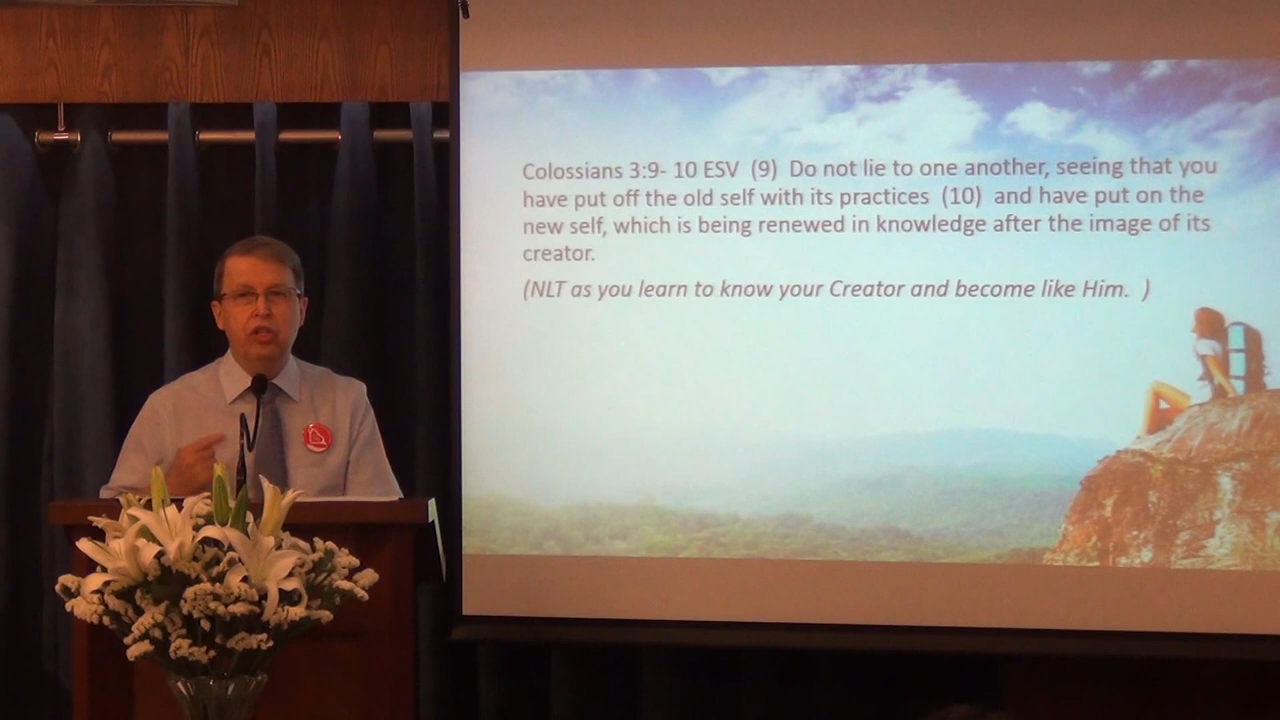 Colossians 3:9- 10 ESV (9) Do not lie to one another, seeing that you
have put off the old self with its practices (10) and have put on the
new self, which is being renewed in knowledge after the image of its
creator.
(NLT as you learn to know your Creator and become like Him. )